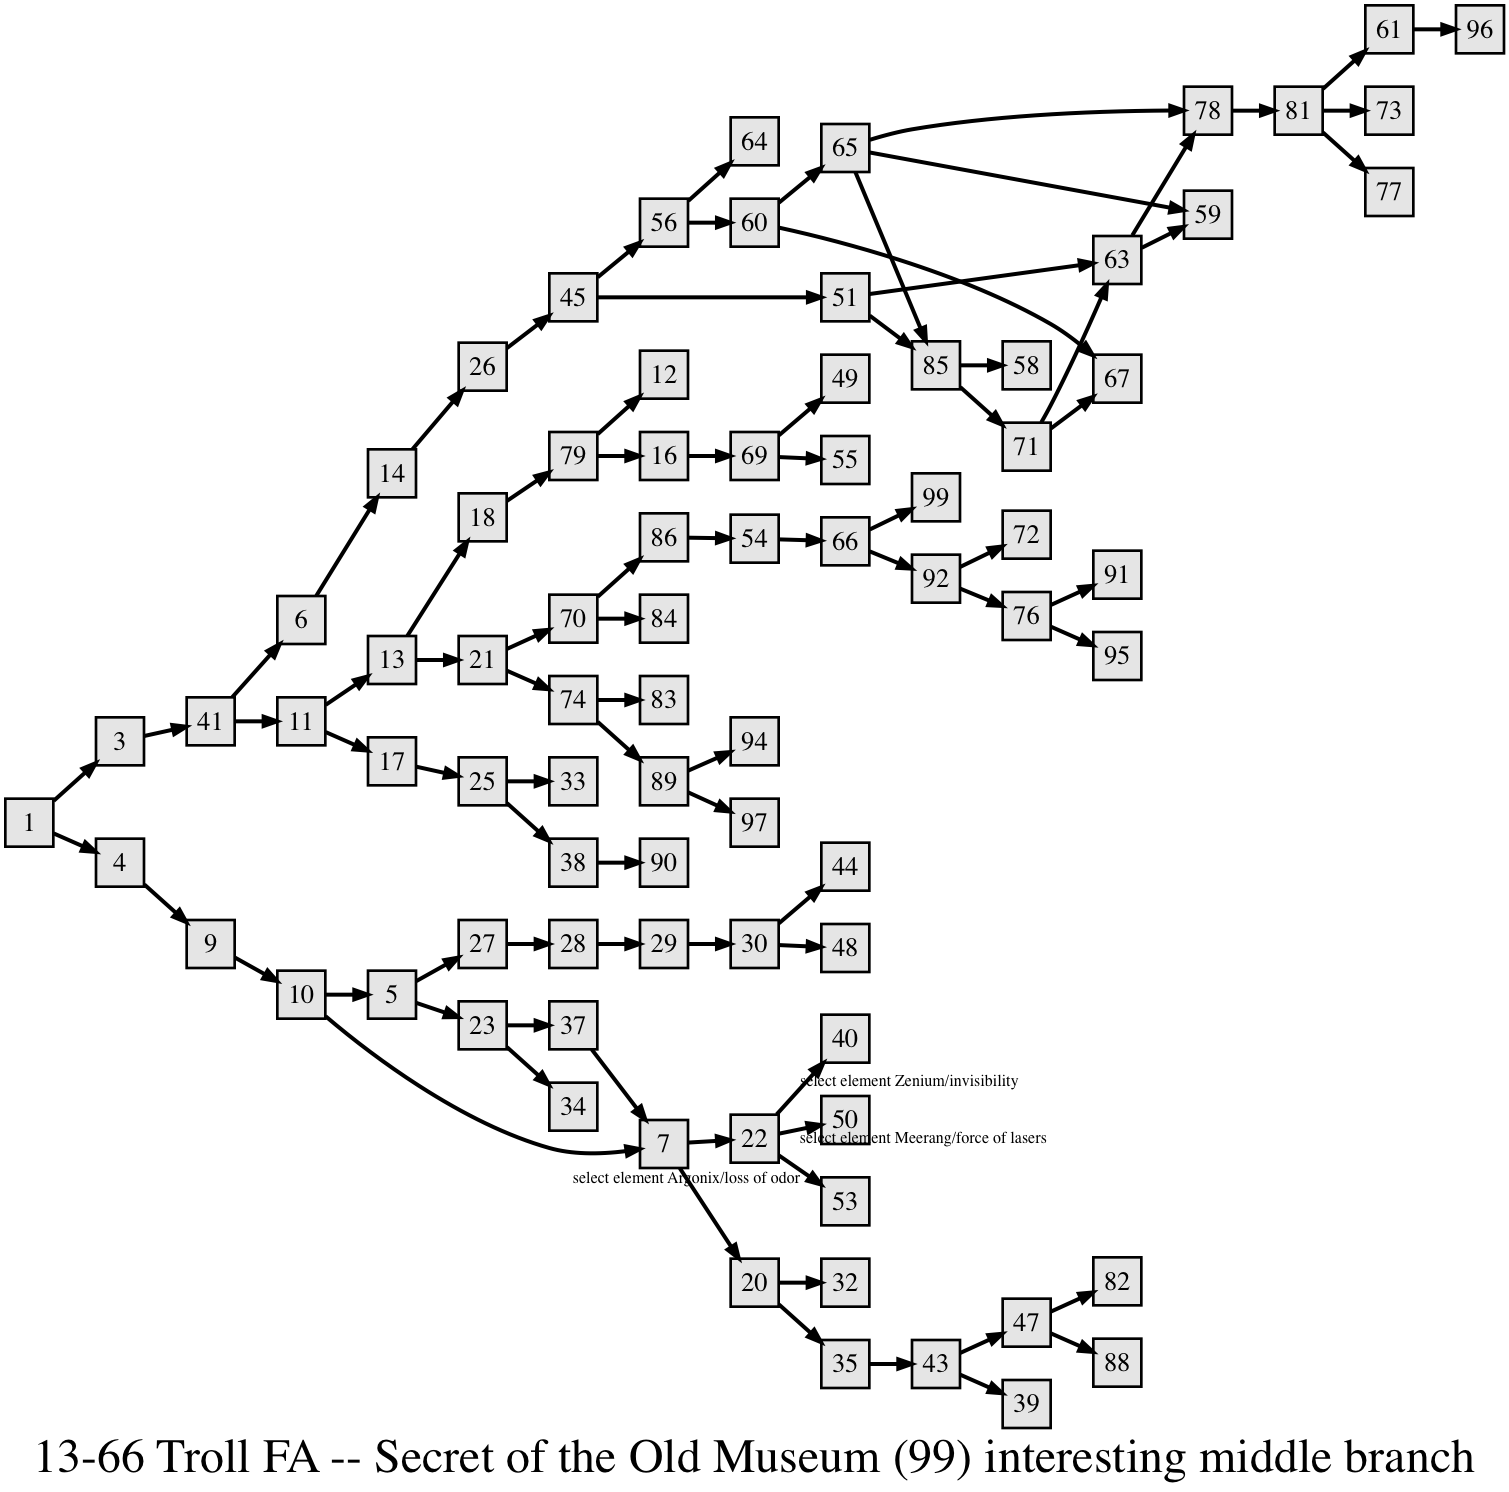 61 96
78 81 73
64 65
77
56 60 59
63
45 51
26 12 49 85 58 67
79 16 69 55 71
14 99
18 86 54 66 72
92 91
6 70 84 76
13 21 95
41 11 74 83
3 17 94
25 33 89
1 97
4 38 90 44
9 27 28 29 30 48
10 5
23 37 40
select element Zenium/invisibility
34 50
7 22 select element Meerang/force of lasers
select element Argonix/loss of odor
53
20 32 82
47
35 43 88
39
13-66 Troll FA -- Secret of the Old Museum (99) interesting middle branch